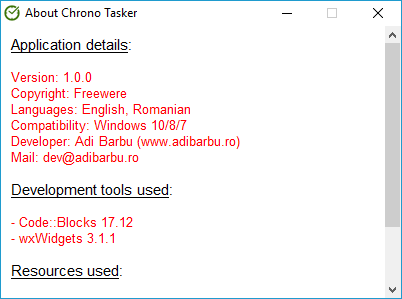 About Chrono Tasker
Application details:
Version: 1.0.0
Copyright: Freewere
Languages: English, Romanian
Compatibility: Windows 10/8/7
Developer: Adi Barbu (www.adibarbu.ro)
Mail: dev@adibarbu.ro
Development tools used:
- Code::Blocks 17.12
- wxWidgets 3.1.1
Resources used: